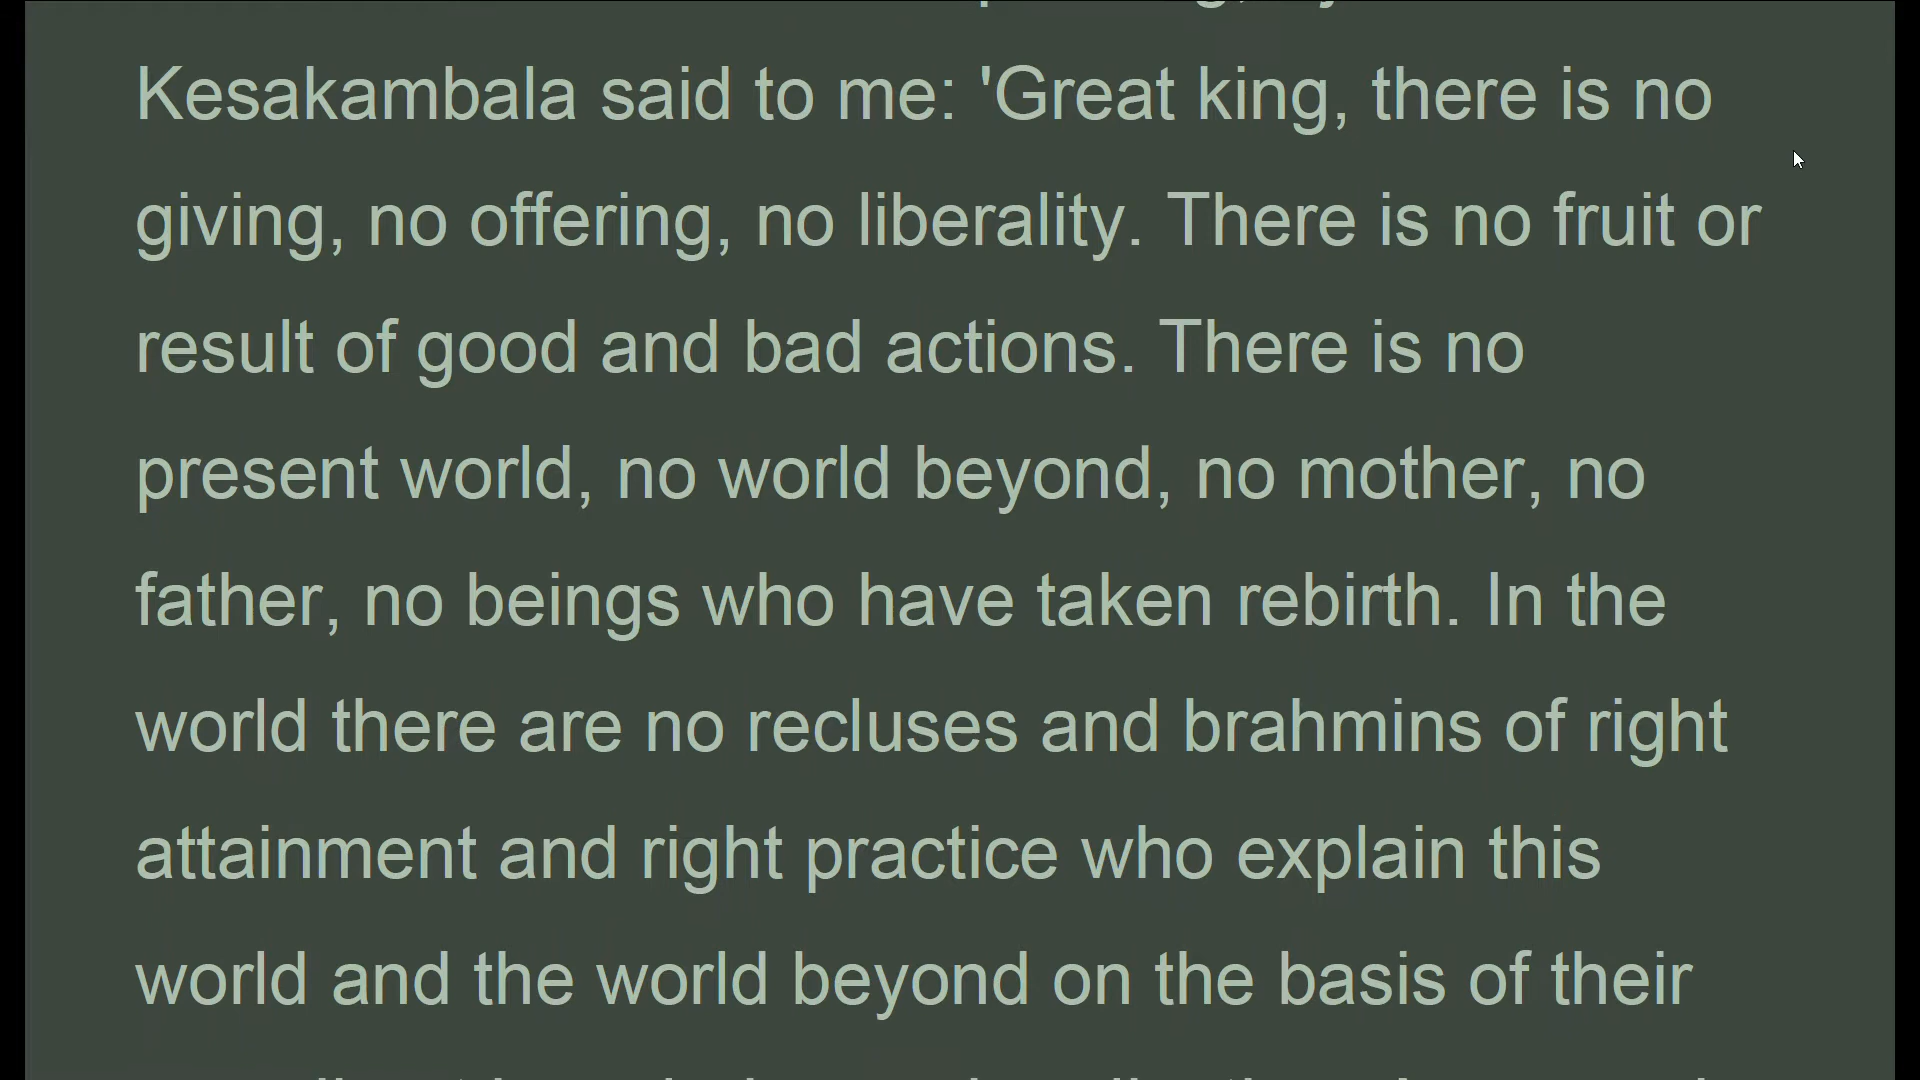 Kesakambala said to me: 'Great king, there is no
giving, no offering, no liberality. There is no fruit or
result of good and bad actions. There is no
present world, no world beyond, no mother, no
father, no beings who have taken rebirth. In the
world there are no recluses and brahmins of right
attainment and right practice who explain this
world and the world beyond on the basis of their